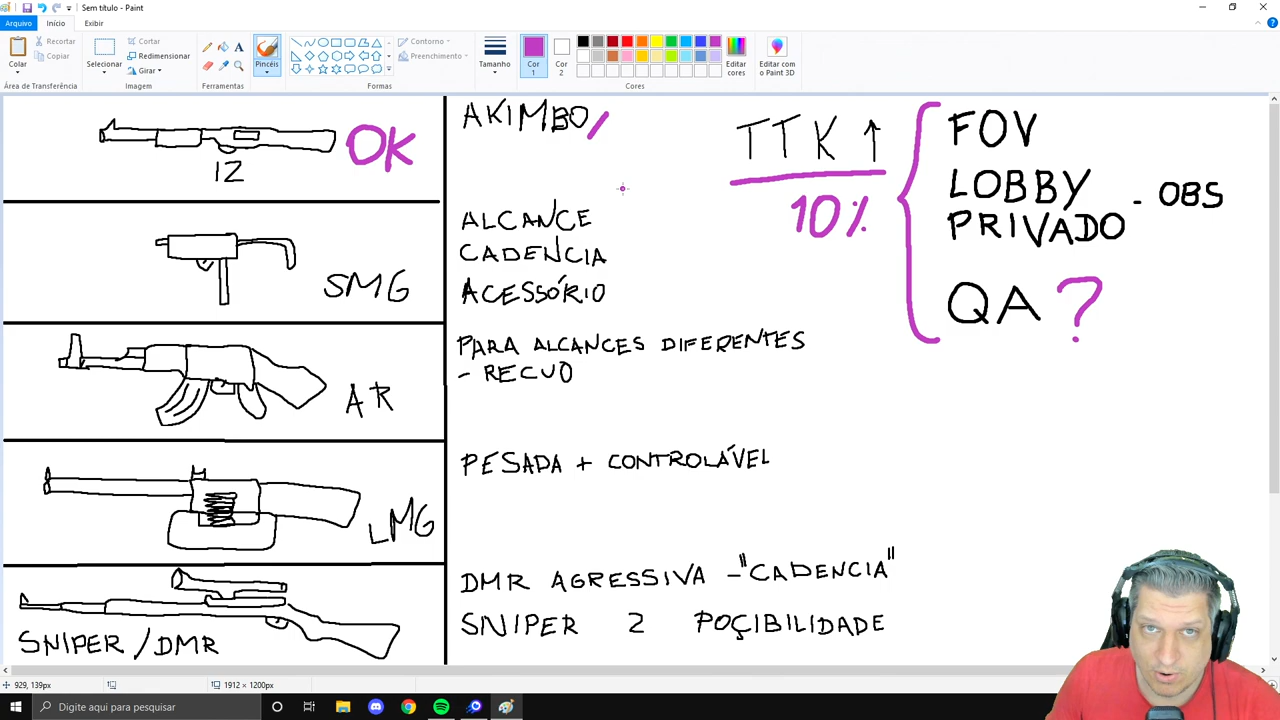 Sem título - Paint
Arquivo Início Exibir
Colar
Recortar
Copiar
Área de Transferência
Selecionar
Cortar
Redimensionar
Girar
Imagem
A
Ferramentas
Pincéis
Contorno
Preenchimento
Formas
Tamanho
Cor 1
Cor 2
Editar cores
Cores
Editar com o Paint 3D
12
OK
SMG
AR
LMG
SNIPER / DMR
AKIMBO/
ALCANCE
CADENCIA
ACESSÓRIO
PARA ALCANCES DIFERENTES
- RECUO
PESADA + CONTROLÁVEL
DMR AGRESSIVA - "CADENCIA"
SNIPER 2 POÇIBILIDADE
TTK ↑
10%
FOV
LOBBY
PRIVADO - OBS
QA ?
929, 139px
1912 × 1200px
Digite aqui para pesquisar